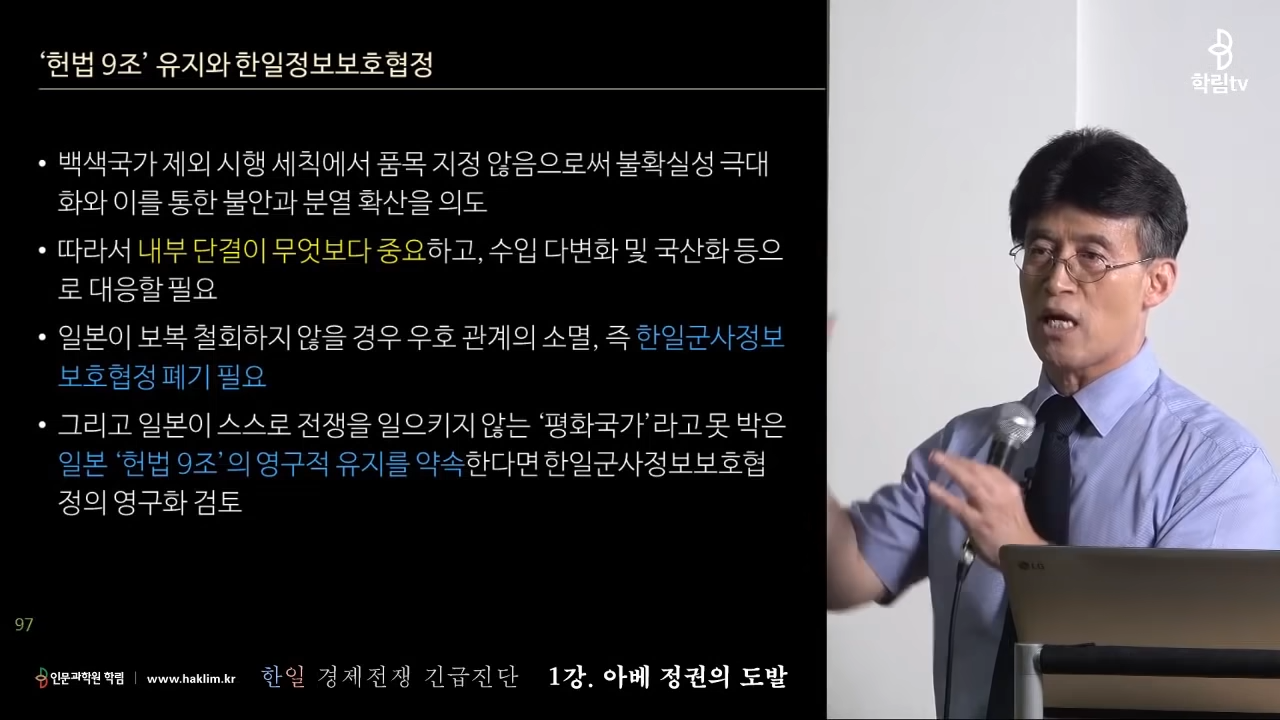 ‘헌법 9조’ 유지와 한일정보보호협정
학림tv
• 백색국가 제외 시행 세칙에서 품목 지정 않음으로써 불확실성 극대
화와 이를 통한 불안과 분열 확산을 의도
• 따라서 내부 단결이 무엇보다 중요하고, 수입 다변화 및 국산화 등으
로 대응할 필요
• 일본이 보복 철회하지 않을 경우 우호 관계의 소멸, 즉 한일군사정보
보호협정 폐기 필요
• 그리고 일본이 스스로 전쟁을 일으키지 않는 ‘평화국가’라고 못 박은
일본 ‘헌법 9조’의 영구적 유지를 약속한다면 한일군사정보보호협
정의 영구화 검토
LG
97
인문과학원 학림 | www.haklim.kr 한일 경제전쟁 긴급진단 1강. 아베 정권의 도발